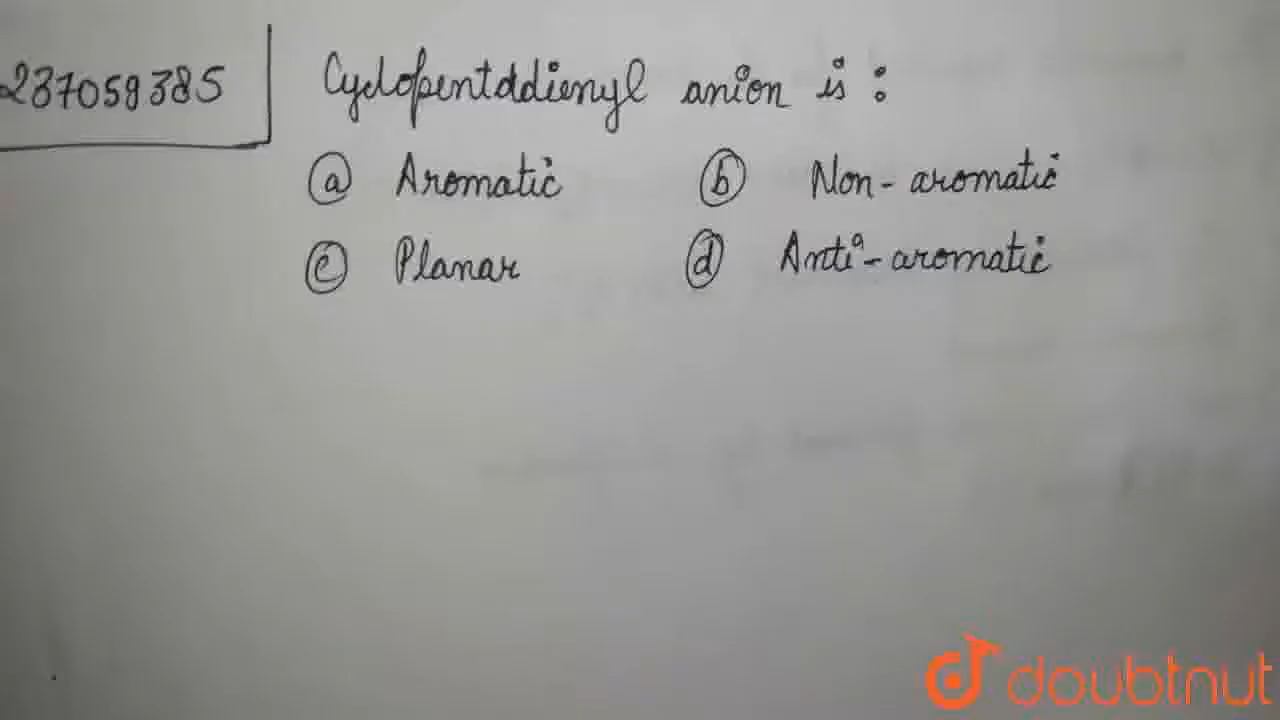 237059385
Cyclopentadienyl anion is :
(a) Aromatic (b) Non-aromatic
(c) Planar (d) Anti-aromatic
doubtnut